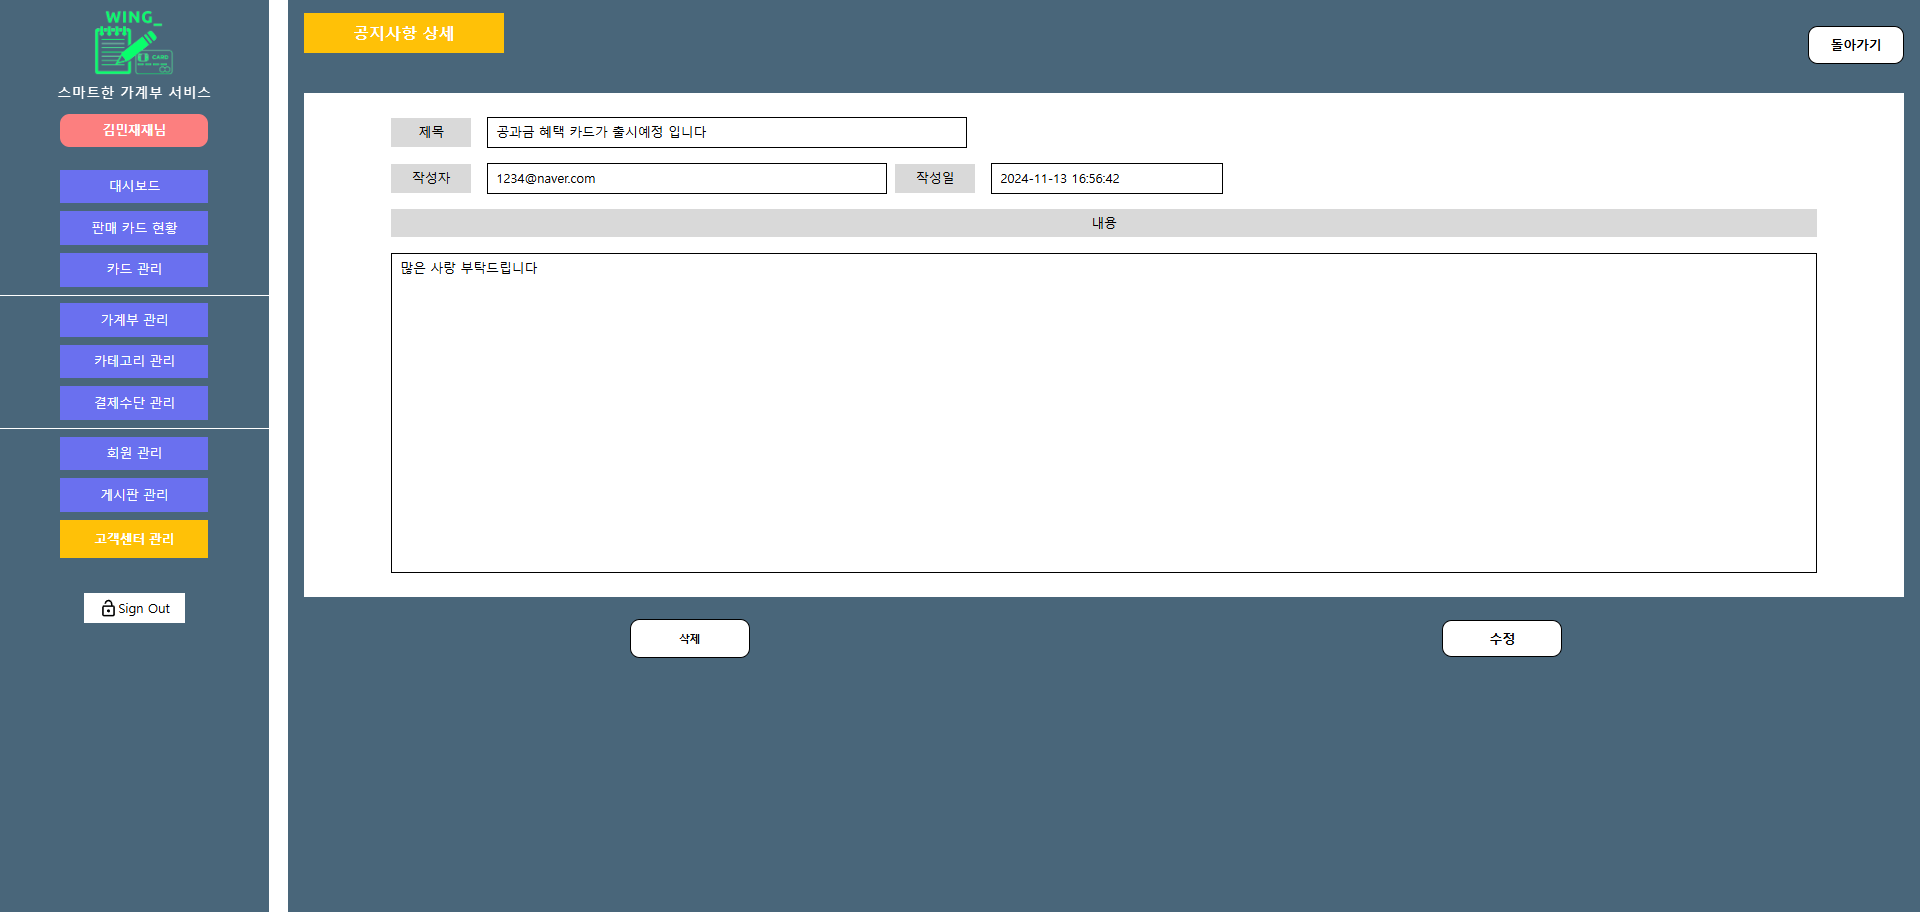 WING_
CARD
스마트한 가계부 서비스
김민재재님
대시보드
판매 카드 현황
카드 관리
가계부 관리
카테고리 관리
결제수단 관리
회원 관리
게시판 관리
고객센터 관리
Sign Out
공지사항 상세
돌아가기
제목 공과금 혜택 카드가 출시예정 입니다
작성자 1234@naver.com 작성일 2024-11-13 16:56:42
내용
많은 사랑 부탁드립니다
삭제 수정